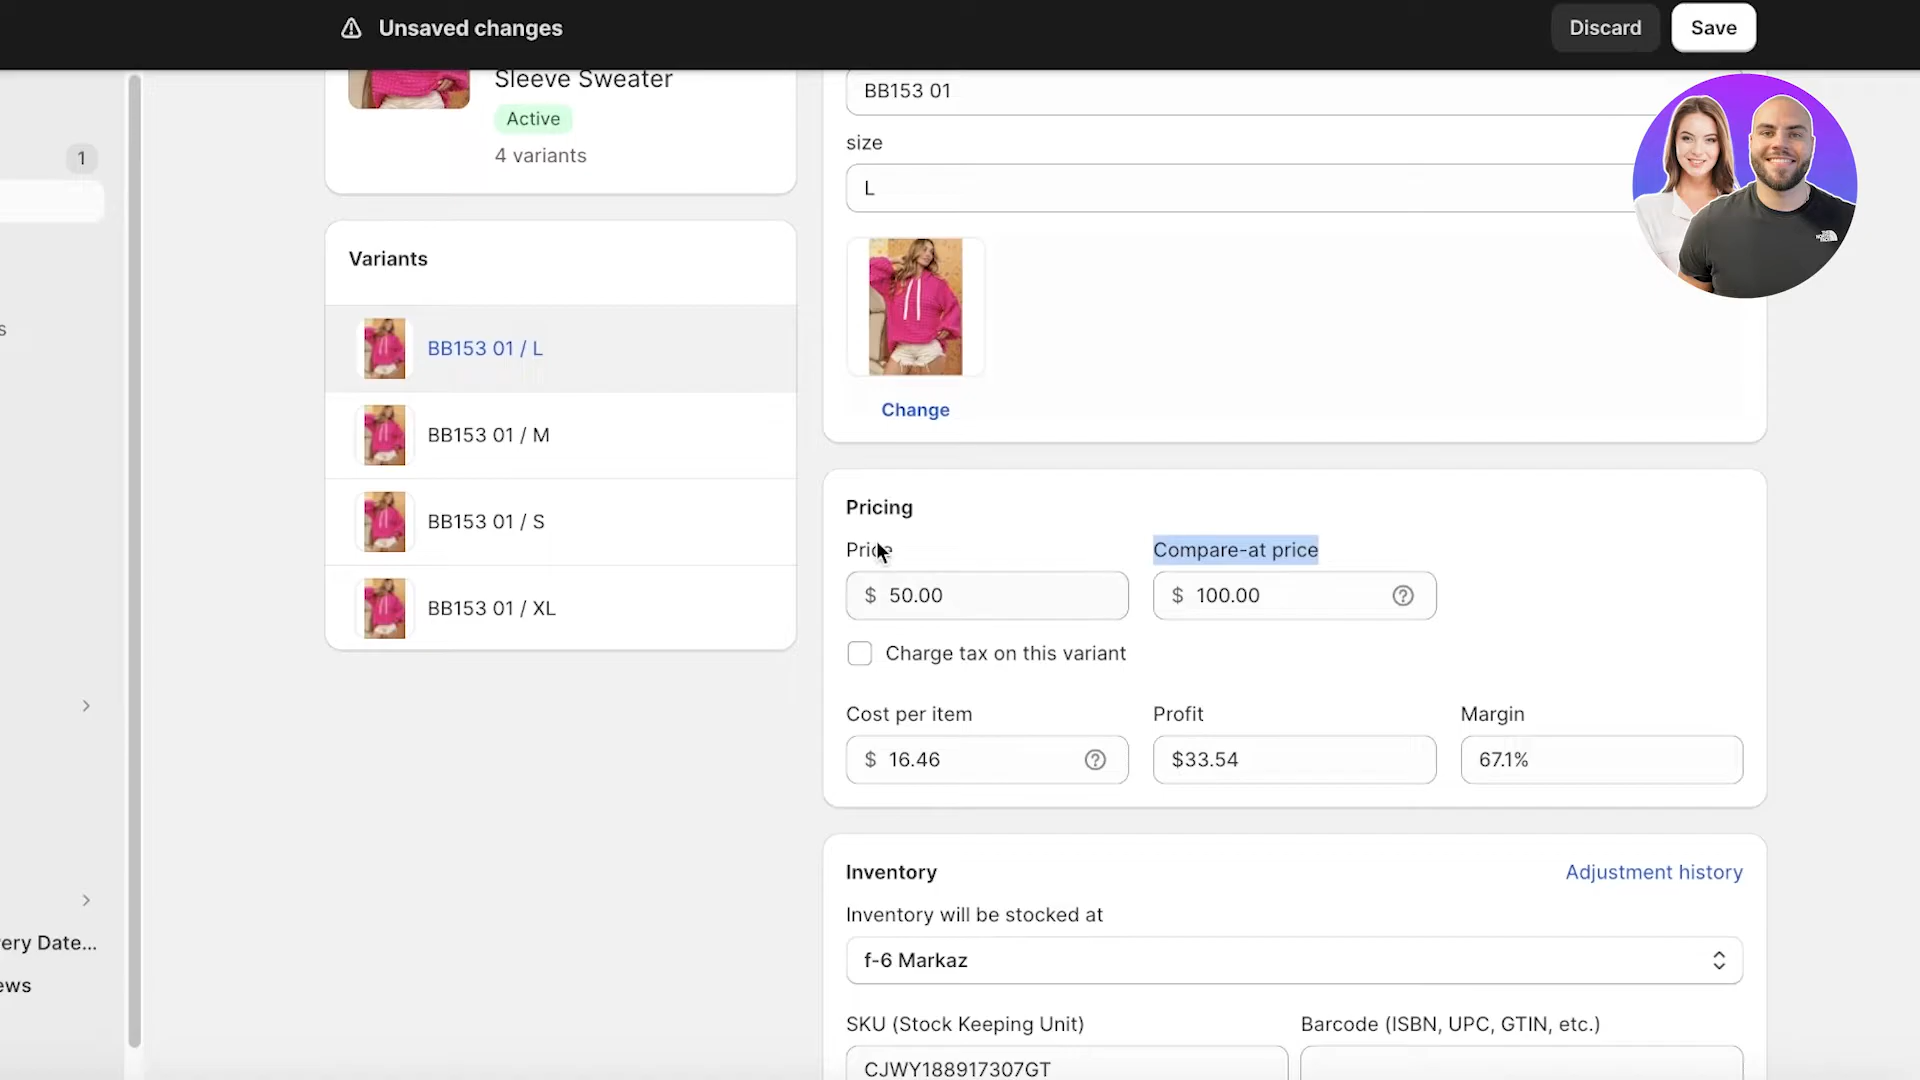 Unsaved changes
Discard
Save
Sleeve Sweater
Active
4 variants
1
s
Variants
BB153 01 / L
BB153 01 / M
BB153 01 / S
BB153 01 / XL
ery Date...
ews
BB153 01
size
L
Change
Pricing
Price
Compare-at price
$ 50.00
$ 100.00
Charge tax on this variant
Cost per item
Profit
Margin
$ 16.46
$33.54
67.1%
Inventory
Adjustment history
Inventory will be stocked at
f-6 Markaz
SKU (Stock Keeping Unit)
Barcode (ISBN, UPC, GTIN, etc.)
CJWY188917307GT